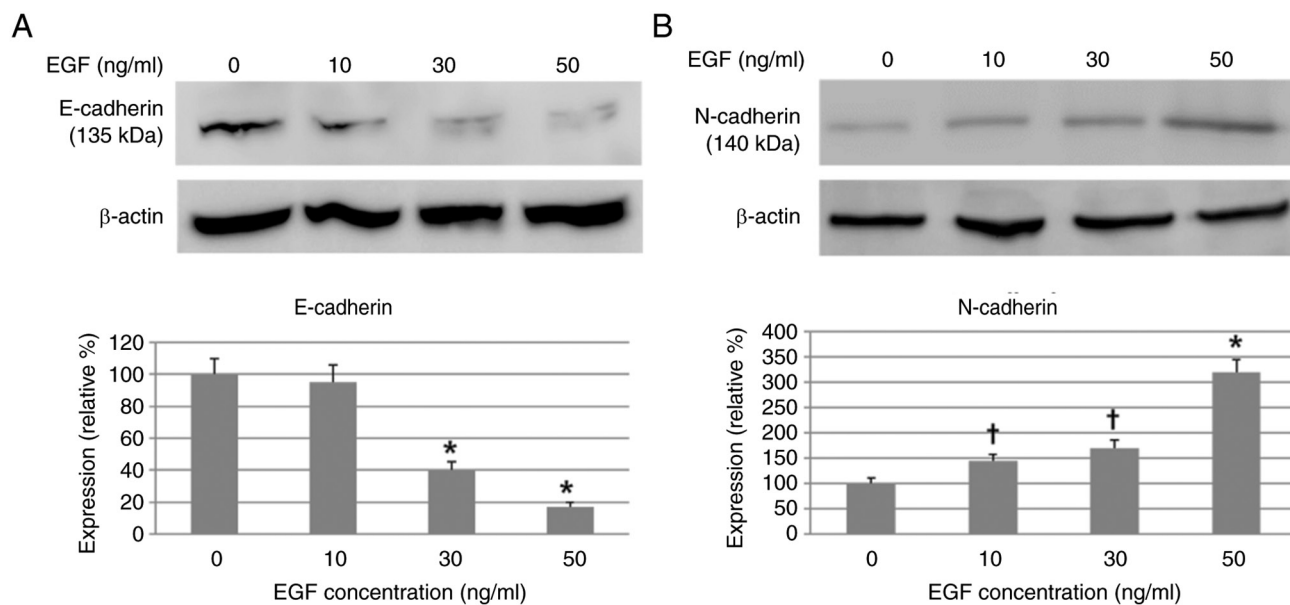 A
EGF (ng/ml) 0 10 30 50
E-cadherin
(135 kDa)
β-actin
E-cadherin
Expression (relative %)
120
100
80
60
40
20
0
*
*
0 10 30 50
EGF concentration (ng/ml)
B
EGF (ng/ml) 0 10 30 50
N-cadherin
(140 kDa)
β-actin
N-cadherin
Expression (relative %)
400
350
300
250
200
150
100
50
0
†
†
*
0 10 30 50
EGF concentration (ng/ml)